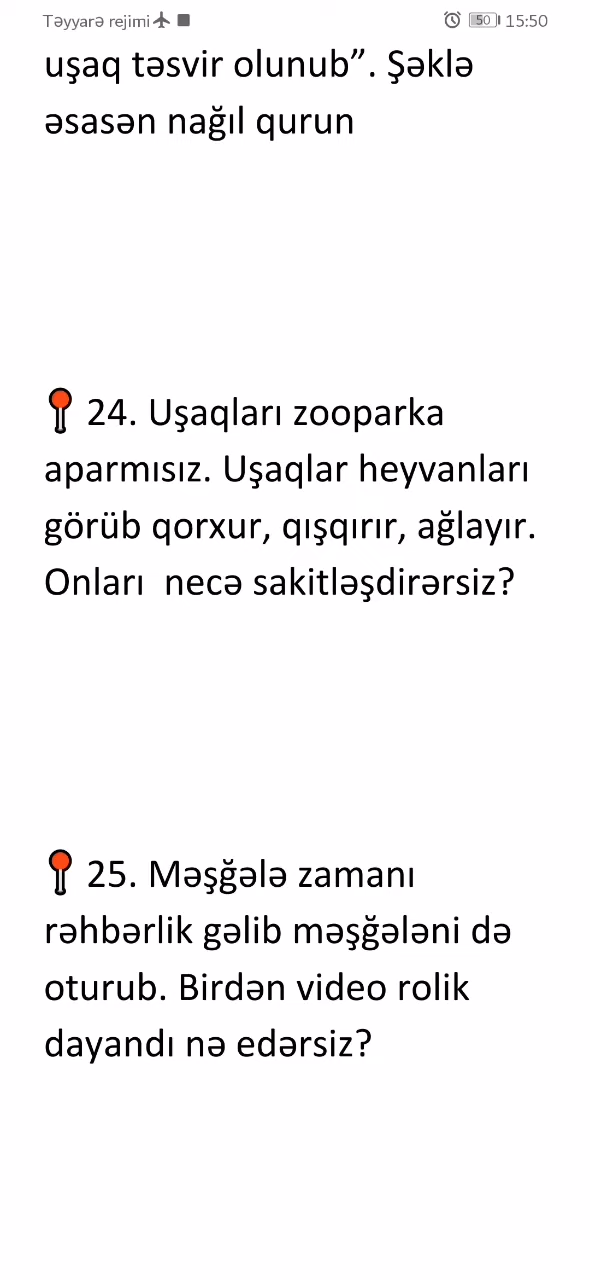 Təyyarə rejimi 50 15:50
uşaq təsvir olunub”. Şəklə
əsasən nağıl qurun
24. Uşaqları zooparka
aparmısız. Uşaqlar heyvanları
görüb qorxur, qışqırır, ağlayır.
Onları  necə sakitləşdirərsiz?
25. Məşğələ zamanı
rəhbərlik gəlib məşğələni də
oturub. Birdən video rolik
dayandı nə edərsiz?